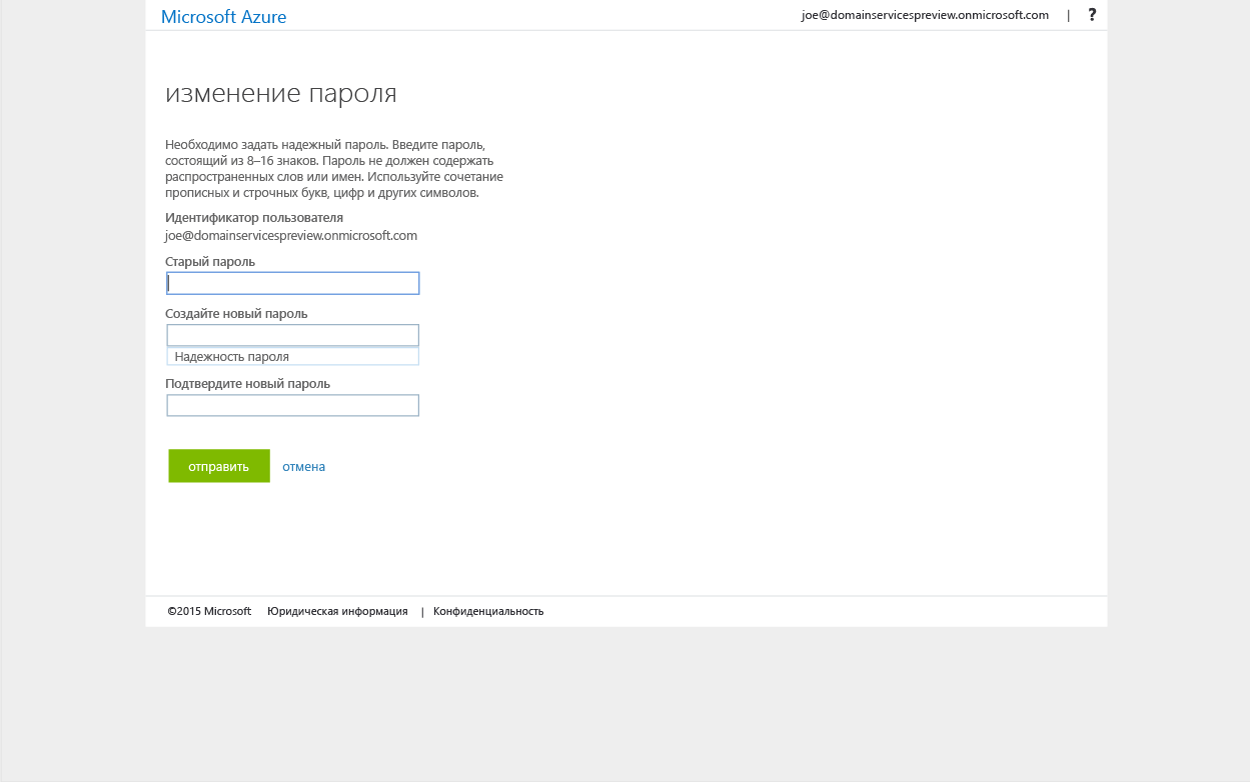 Microsoft Azure
joe@domainservicespreview.onmicrosoft.com | ?
изменение пароля
Необходимо задать надежный пароль. Введите пароль,
состоящий из 8–16 знаков. Пароль не должен содержать
распространенных слов или имен. Используйте сочетание
прописных и строчных букв, цифр и других символов.
Идентификатор пользователя
joe@domainservicespreview.onmicrosoft.com
Старый пароль
Создайте новый пароль
Надежность пароля
Подтвердите новый пароль
отправить отмена
©2015 Microsoft Юридическая информация | Конфиденциальность